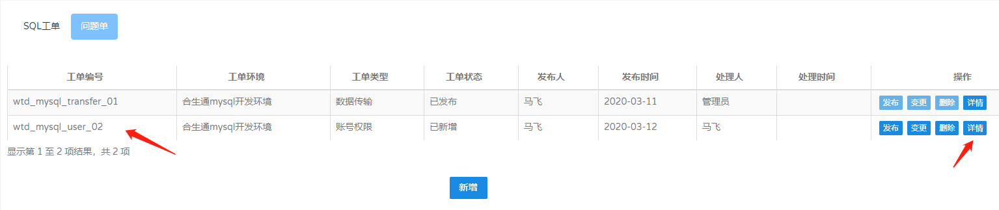 SQL工单 问题单
工单编号 工单环境 工单类型 工单状态 发布人 发布时间 处理人 处理时间 操作
wtd_mysql_transfer_01 合生通mysql开发环境 数据传输 已发布 马飞 2020-03-11 管理员 发布 变更 删除 详情
wtd_mysql_user_02 合生通mysql开发环境 账号权限 已新增 马飞 2020-03-12 马飞 发布 变更 删除 详情
显示第 1 至 2 项结果，共 2 项
新增